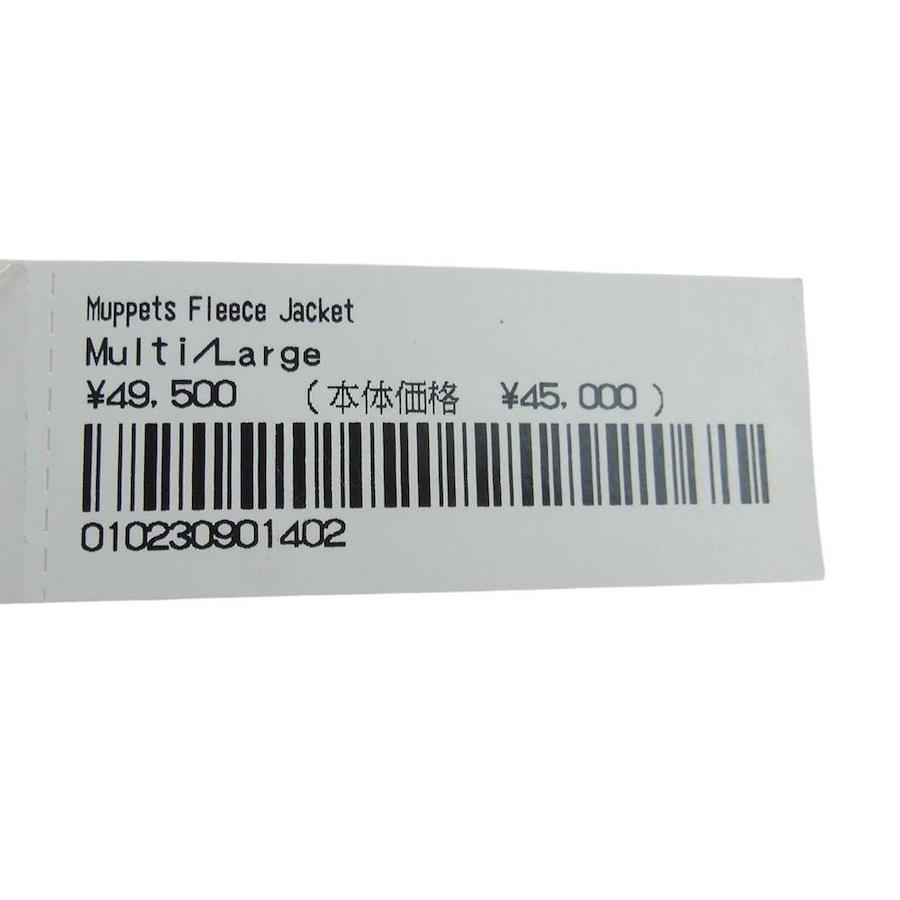 Muppets Fleece Jacket
Multi/Large
¥49,500 (本体価格 ¥45,000)
010230901402